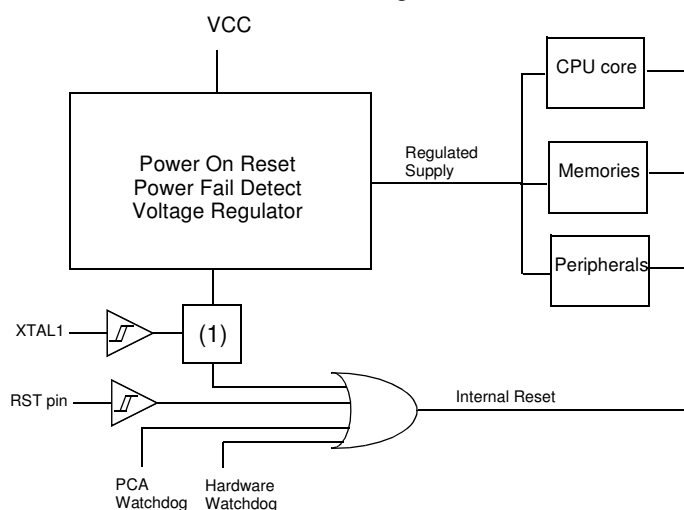 VCC
CPU core
Power On Reset
Power Fail Detect
Voltage Regulator
Regulated
Supply
Memories
Peripherals
XTAL1
(1)
RST pin
Internal Reset
PCA
Watchdog
Hardware
Watchdog